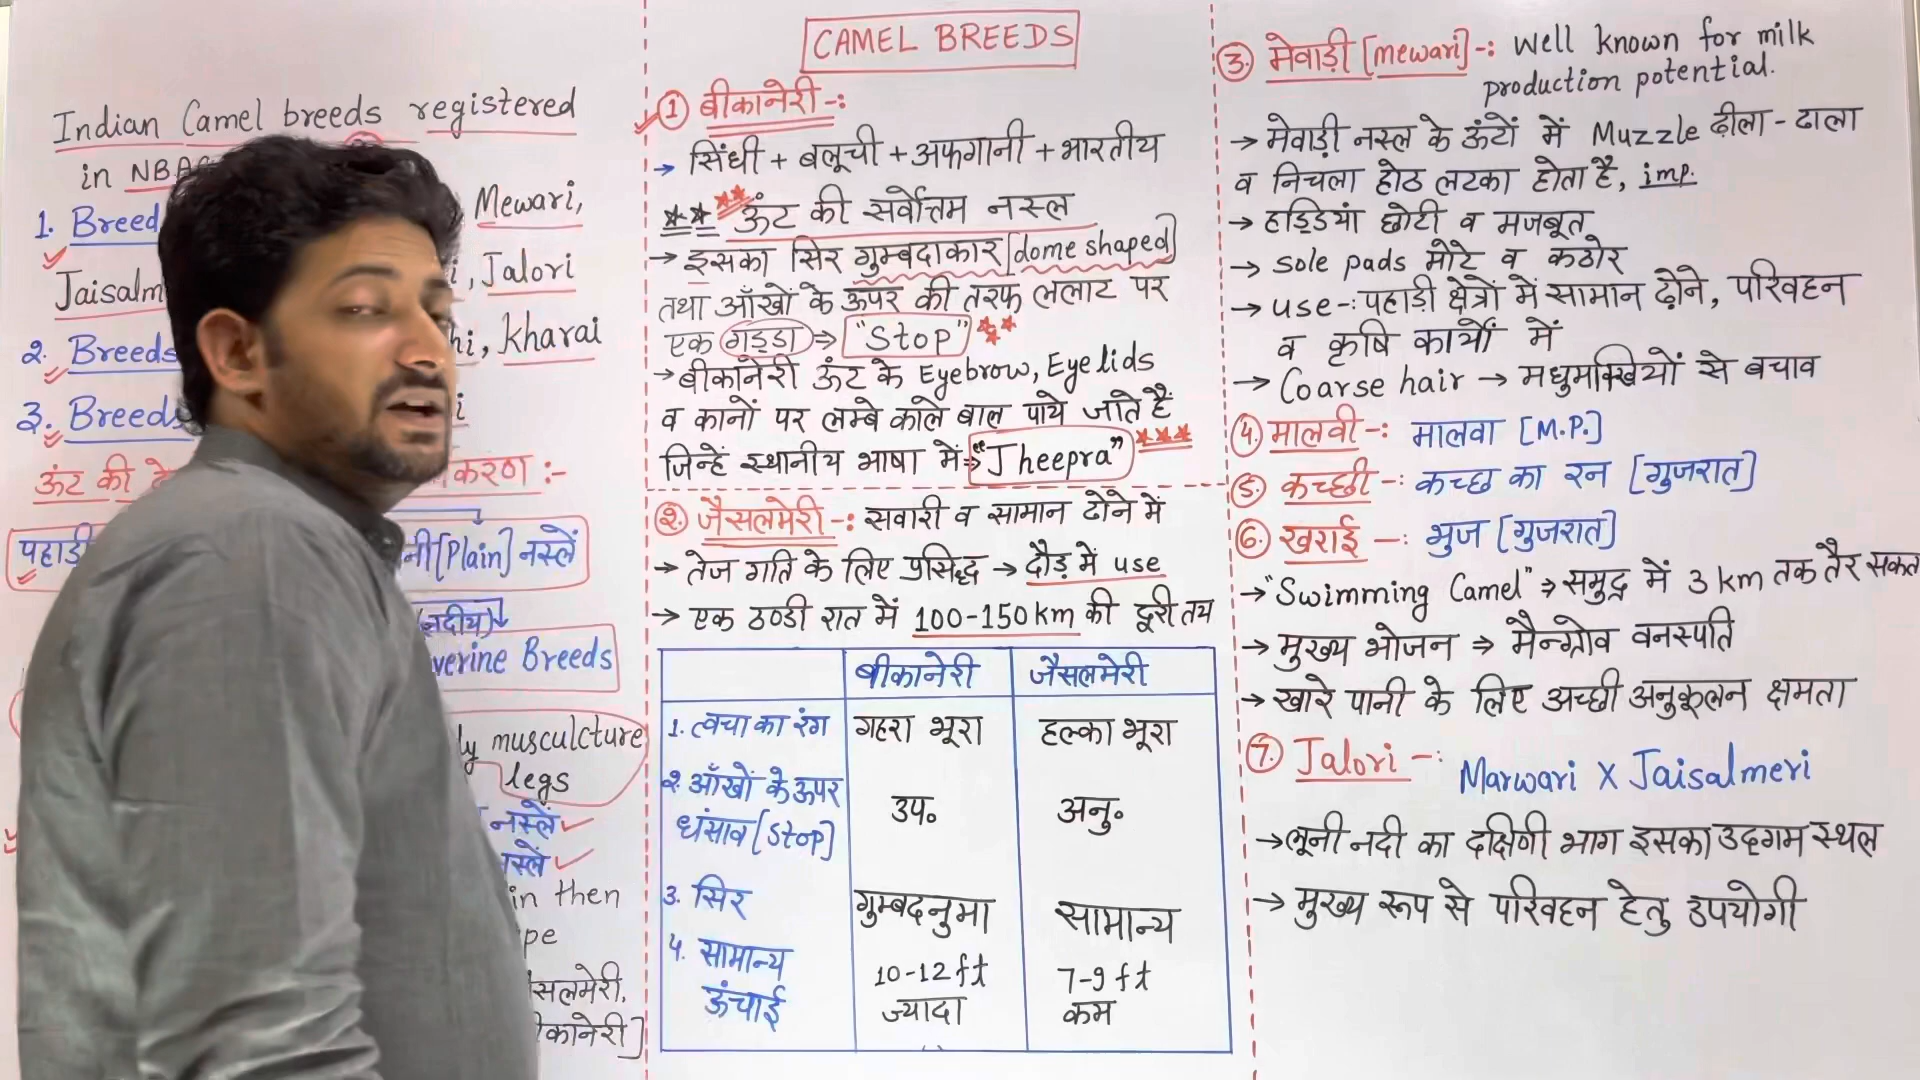 Indian Camel breeds registered
in NBA
1. Breed Mewari,
Jaisalm , Jalori
2. Breeds hi, Kharai
3. Breeds i
ऊंट की करण :-
पहाड़ी नी [Plain] नस्लें
(नदीय)
verine Breeds
ly musculcture
legs
नस्लें
नस्लें
in then
pe
सलमेरी,
कानेरी]
CAMEL BREEDS
① बीकानेरी -:
→ सिंधी + बलूची + अफगानी + भारतीय
** ** ऊंट की सर्वोत्तम नस्ल
→ इसका सिर गुम्बदाकार [dome shaped]
तथा आँखों के ऊपर की तरफ ललाट पर
एक गड्डा ⇒ "Stop" **
→ बीकानेरी ऊंट के Eyebrow, Eyelids
व कानों पर लम्बे काले बाल पाये जाते हैं
जिन्हें स्थानीय भाषा में ⇒ "Jheepra" ***
② जैसलमेरी -: सवारी व सामान ढोने में
→ तेज गति के लिए प्रसिद्ध → दौड़ में use
→ एक ठण्डी रात में 100-150 km की दूरी तय
बीकानेरी जैसलमेरी
1. त्वचा का रंग गहरा भूरा हल्का भूरा
2. आँखों के ऊपर
धंसाव [Stop] उप० अनु०
3. सिर गुम्बदनुमा सामान्य
4. सामान्य 10-12 ft 7-9 ft
ऊंचाई ज्यादा कम
③ मेवाड़ी [mewari] -: Well known for milk
production potential.
→ मेवाड़ी नस्ल के ऊंटों में Muzzle ढीला - ढाला
व निचला होठ लटका होता है, imp.
→ हड्डियां छोटी व मजबूत
→ sole pads मोटे व कठोर
→ use -: पहाड़ी क्षेत्रों में सामान ढ़ोने, परिवहन
व कृषि कार्यों में
→ Coarse hair → मधुमक्खियों से बचाव
④ मालवी -: मालवा [M.P.]
⑤ कच्छी -: कच्छ का रन [गुजरात]
⑥ खराई -: भुज [गुजरात]
→ "Swimming Camel" ⇒ समुद्र में 3 km तक तैर सकत
→ मुख्य भोजन ⇒ मैन्ग्रोव वनस्पति
→ खारे पानी के लिए अच्छी अनुकूलन क्षमता
⑦ Jalori -: Marwari X Jaisalmeri
→ लूनी नदी का दक्षिणी भाग इसका उदगम स्थल
→ मुख्य रूप से परिवहन हेतु उपयोगी